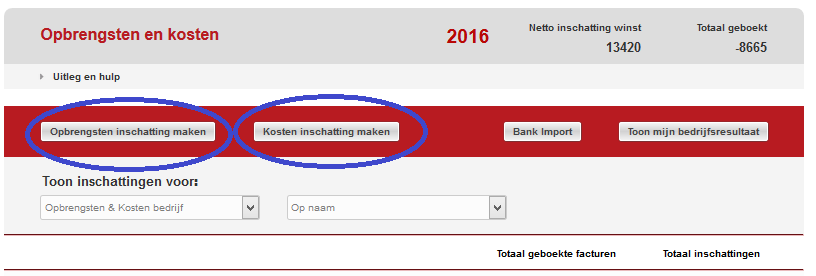 Opbrengsten en kosten 2016 Netto inschatting winst Totaal geboekt
13420 -8665
Uitleg en hulp
Opbrengsten inschatting maken Kosten inschatting maken Bank Import Toon mijn bedrijfsresultaat
Toon inschattingen voor:
Opbrengsten & Kosten bedrijf Op naam
Totaal geboekte facturen Totaal inschattingen